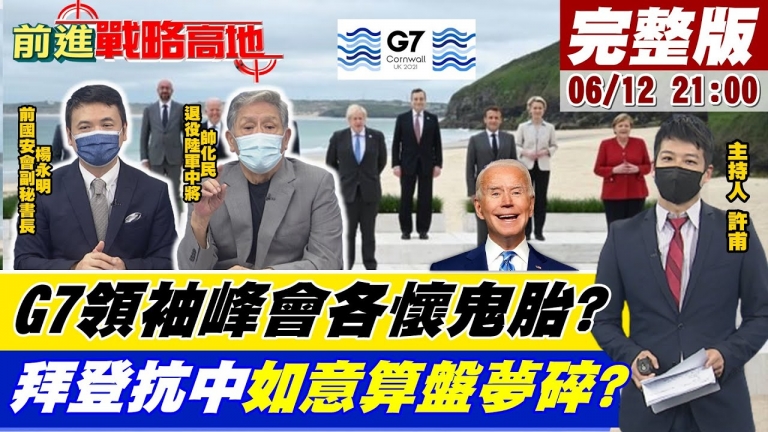 前進戰略高地
G7
Cornwall
UK 2021
完整版
06/12 21:00
楊永明
前國安會副秘書長
帥化民
退役陸軍中將
主持人 許甫
G7領袖峰會各懷鬼胎?
拜登抗中如意算盤夢碎?